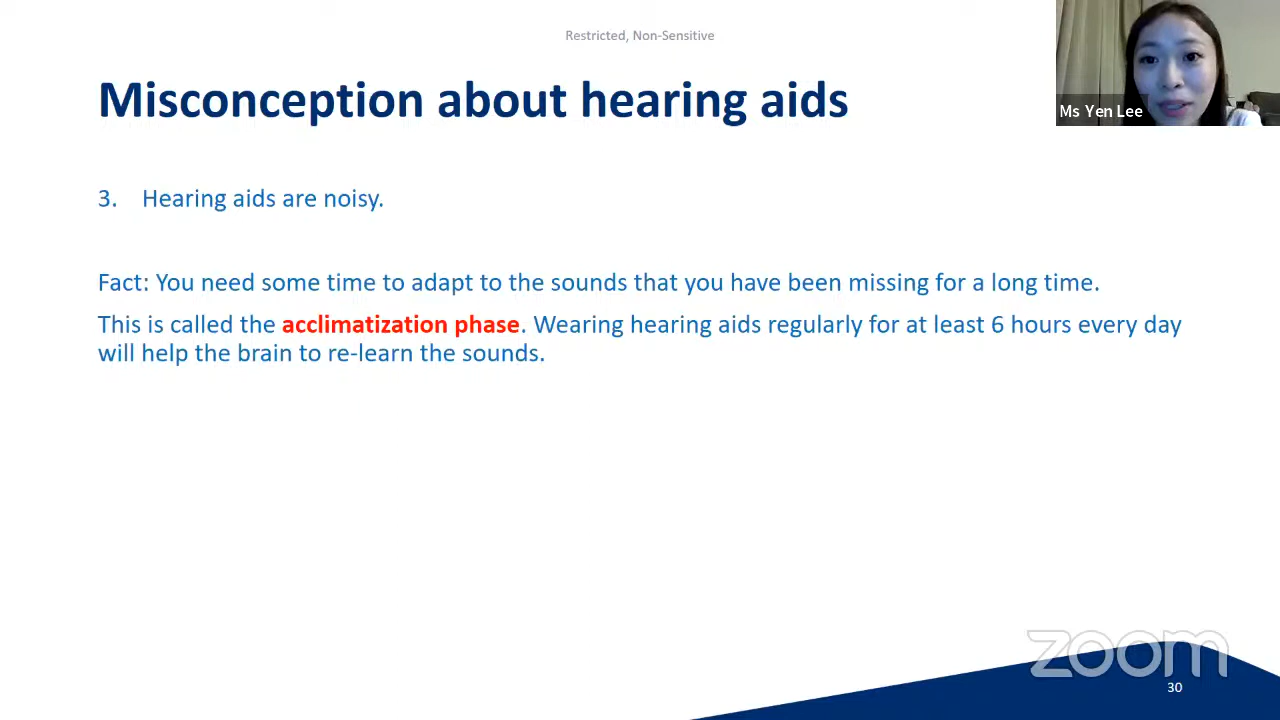 Restricted, Non-Sensitive
Misconception about hearing aids
Ms Yen Lee
3. Hearing aids are noisy.
Fact: You need some time to adapt to the sounds that you have been missing for a long time.
This is called the acclimatization phase. Wearing hearing aids regularly for at least 6 hours every day
will help the brain to re-learn the sounds.
zoom
30